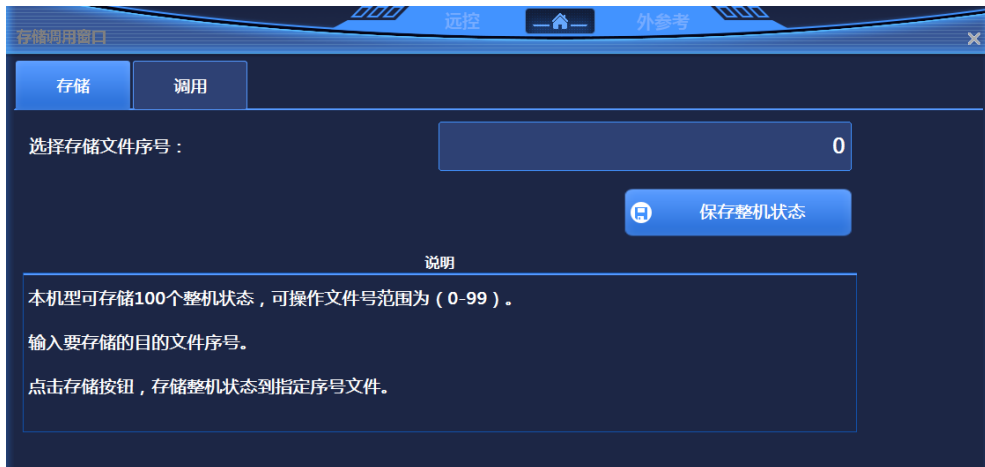 远控 外参考
存储调用窗口
存储 调用
选择存储文件序号：
0
保存整机状态
说明
本机型可存储100个整机状态，可操作文件号范围为（0-99）。
输入要存储的目的文件序号。
点击存储按钮，存储整机状态到指定序号文件。